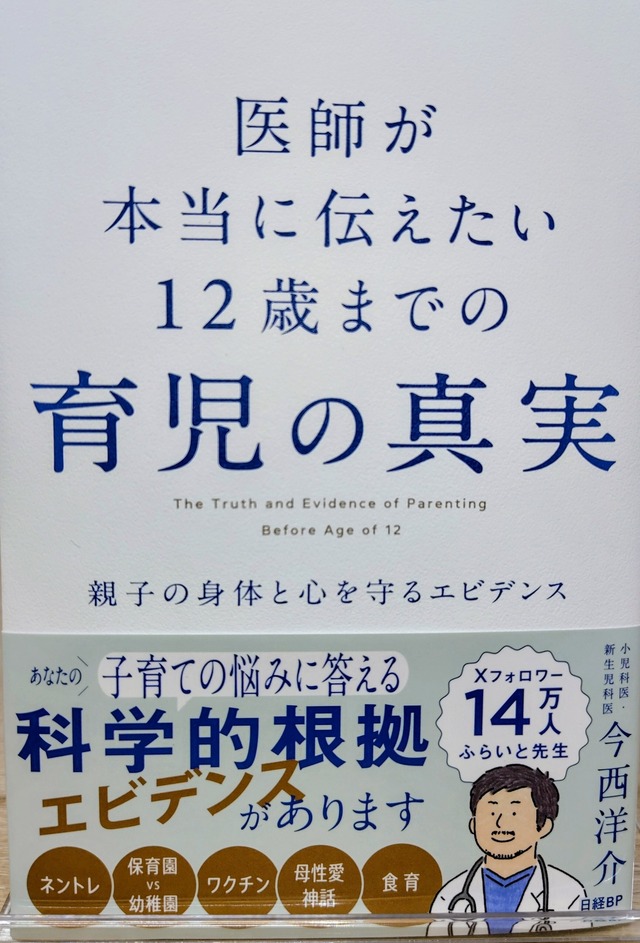 医師が
本当に伝えたい
12歳までの
育児の真実
The Truth and Evidence of Parenting
Before Age of 12
親子の身体と心を守るエビデンス
あなたの
子育ての悩みに答える
科学的根拠
エビデンス
があります
Xフォロワー
14万人
ふらいと先生
小児科医・
新生児科医
今西洋介
ネントレ
保育園
vs
幼稚園
ワクチン
母性愛
神話
食育
日経BP